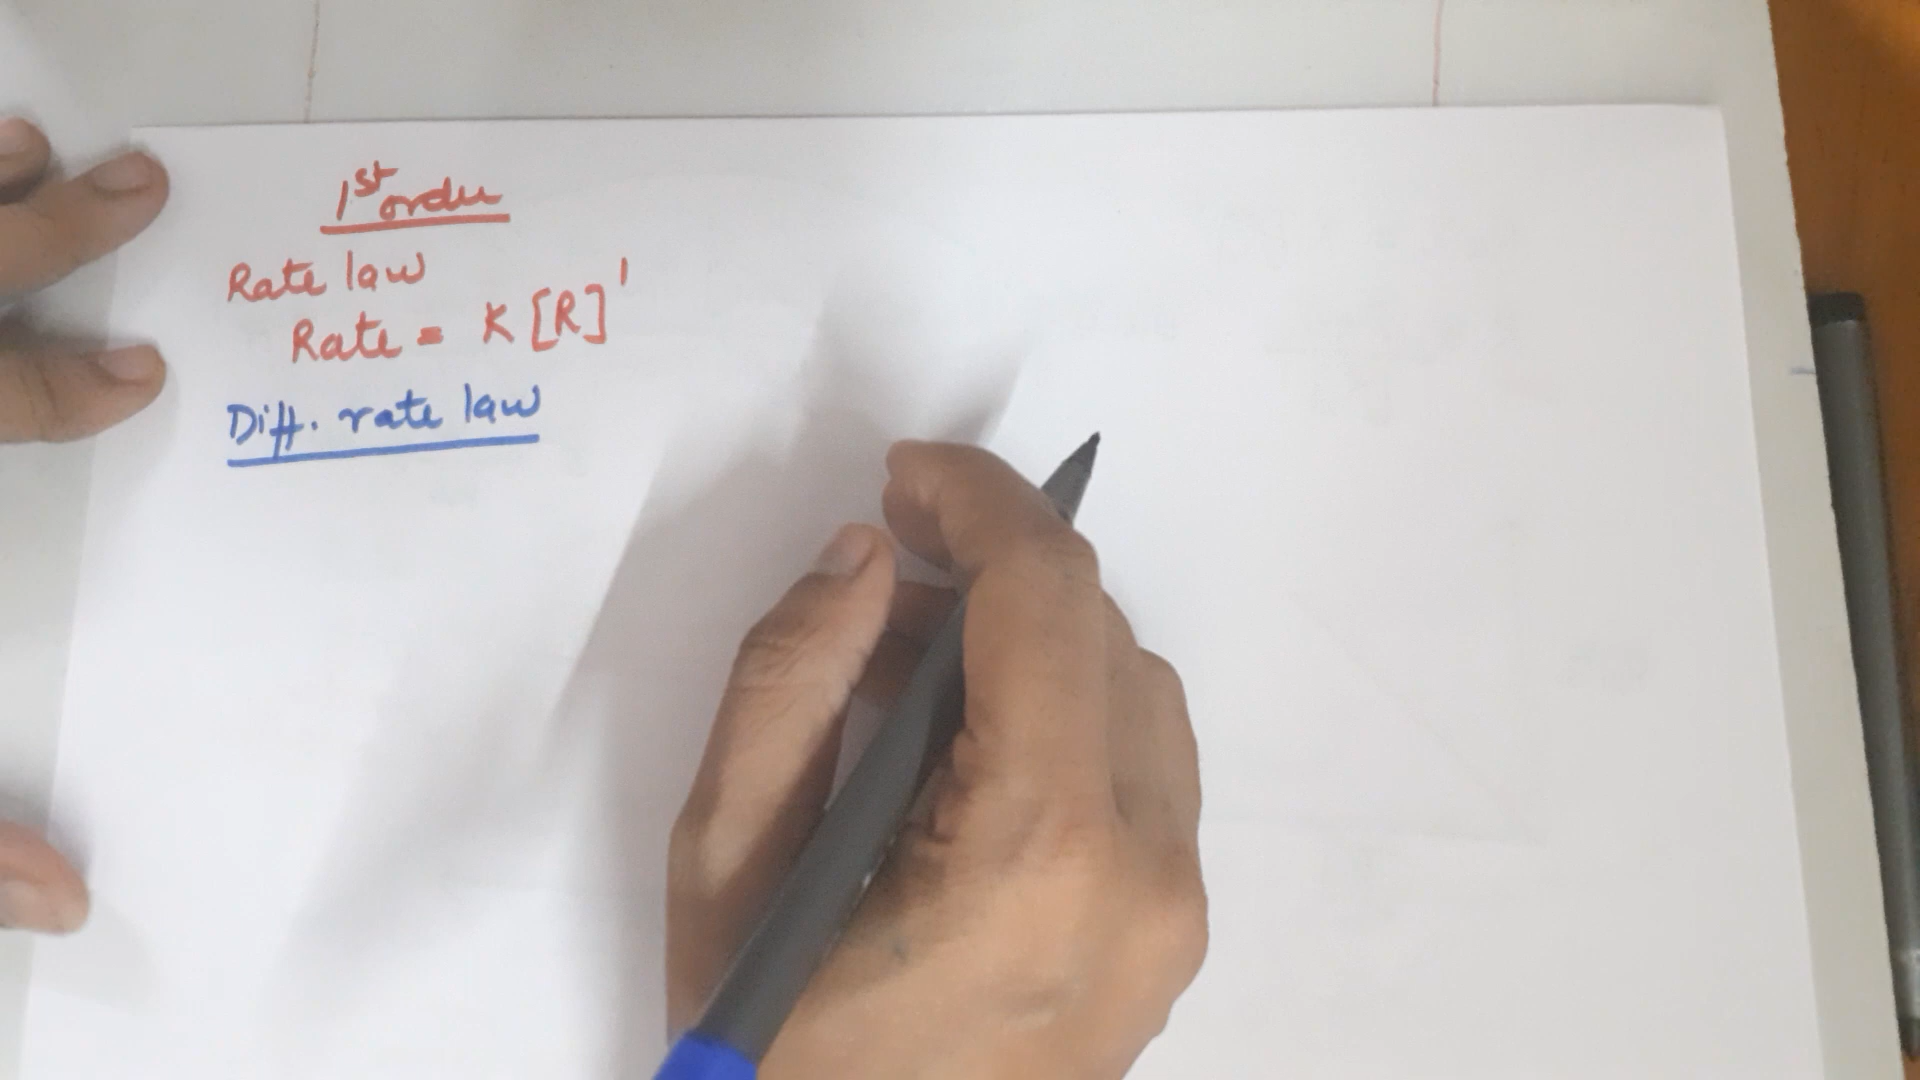 1st order
Rate law
Rate = K [R]¹
Diff. rate law